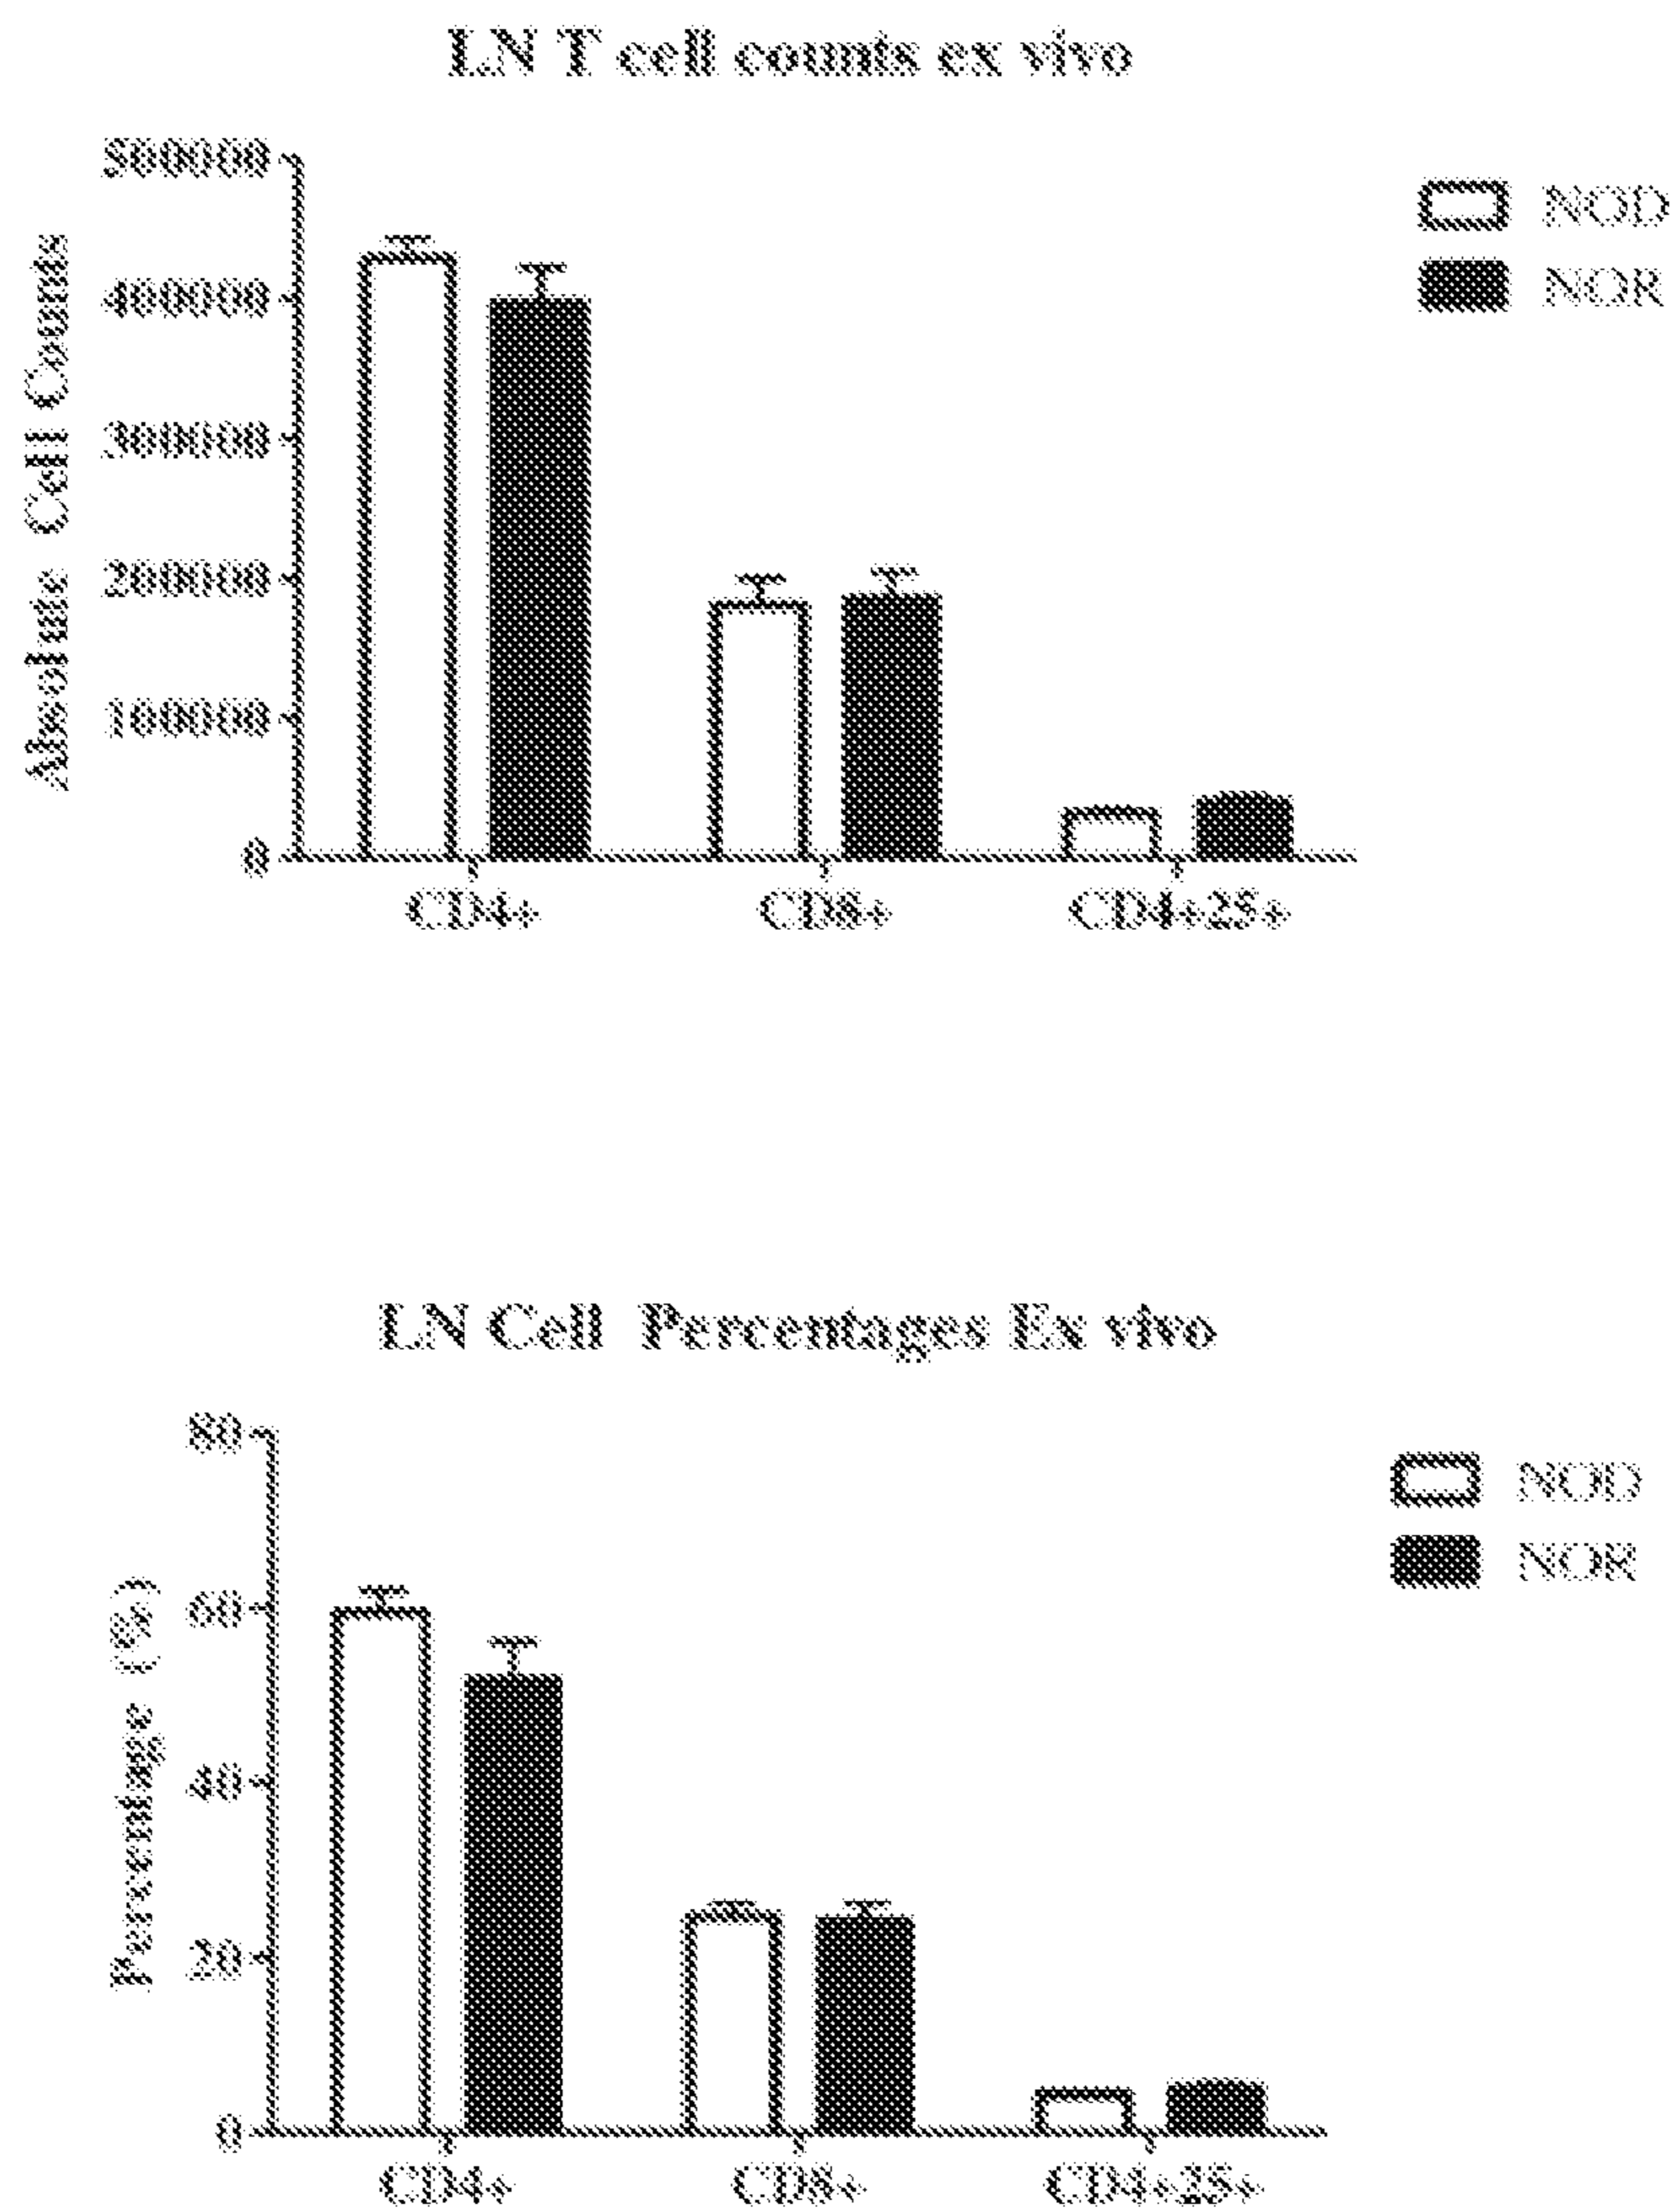 LN T cell counts ex vivo
Absolute Cell Counts
500000
400000
300000
200000
100000
0
CD4+
CD8+
CD4+25+
NOD
NOR
LN Cell Percentages Ex vivo
Percentage (%)
80
60
40
20
0
CD4+
CD8+
CD4+25+
NOD
NOR